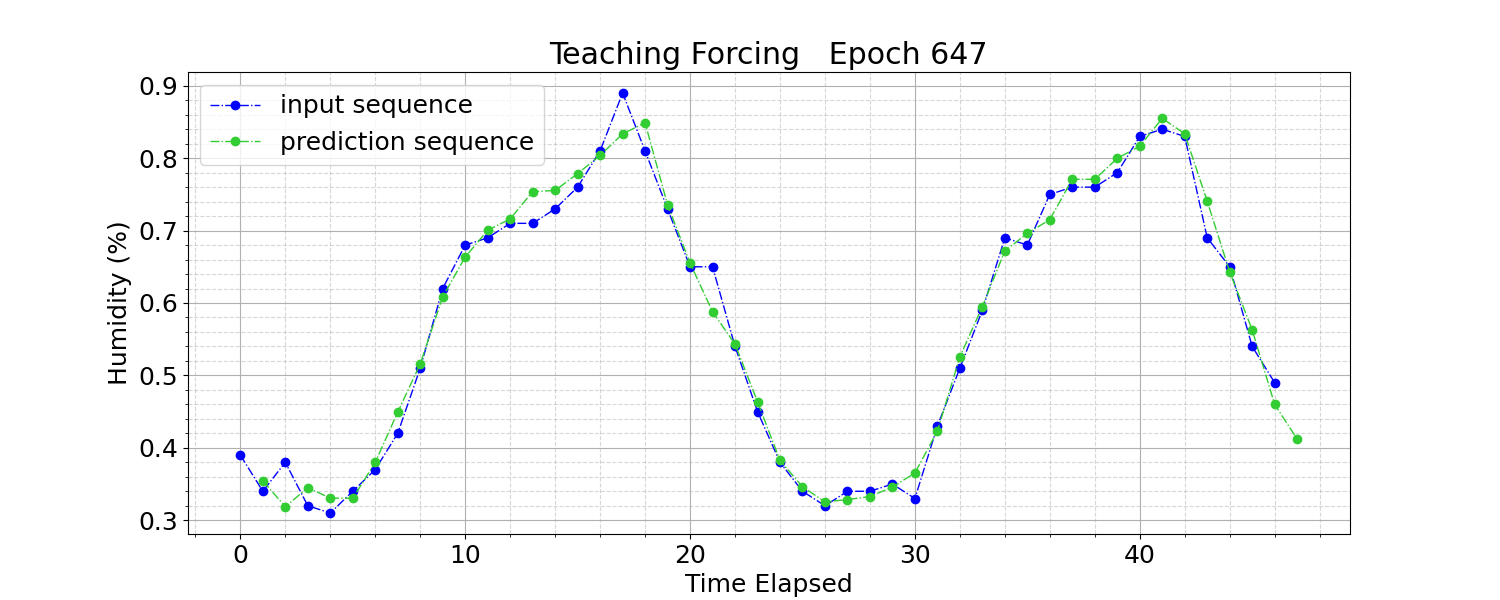 Teaching Forcing   Epoch 647
input sequence
prediction sequence
Humidity (%)
0.9
0.8
0.7
0.6
0.5
0.4
0.3
0 10 20 30 40
Time Elapsed